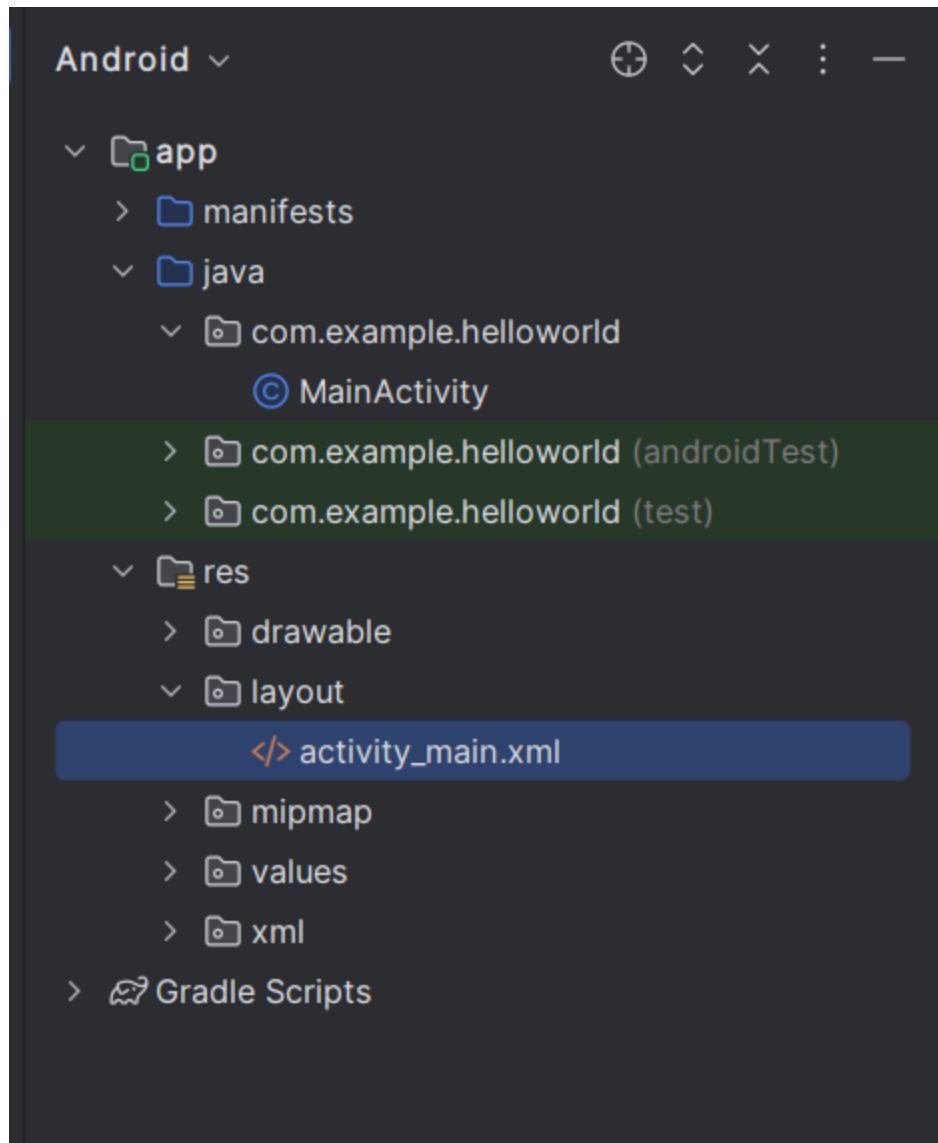 Android
app
manifests
java
com.example.helloworld
MainActivity
com.example.helloworld (androidTest)
com.example.helloworld (test)
res
drawable
layout
</> activity_main.xml
mipmap
values
xml
Gradle Scripts